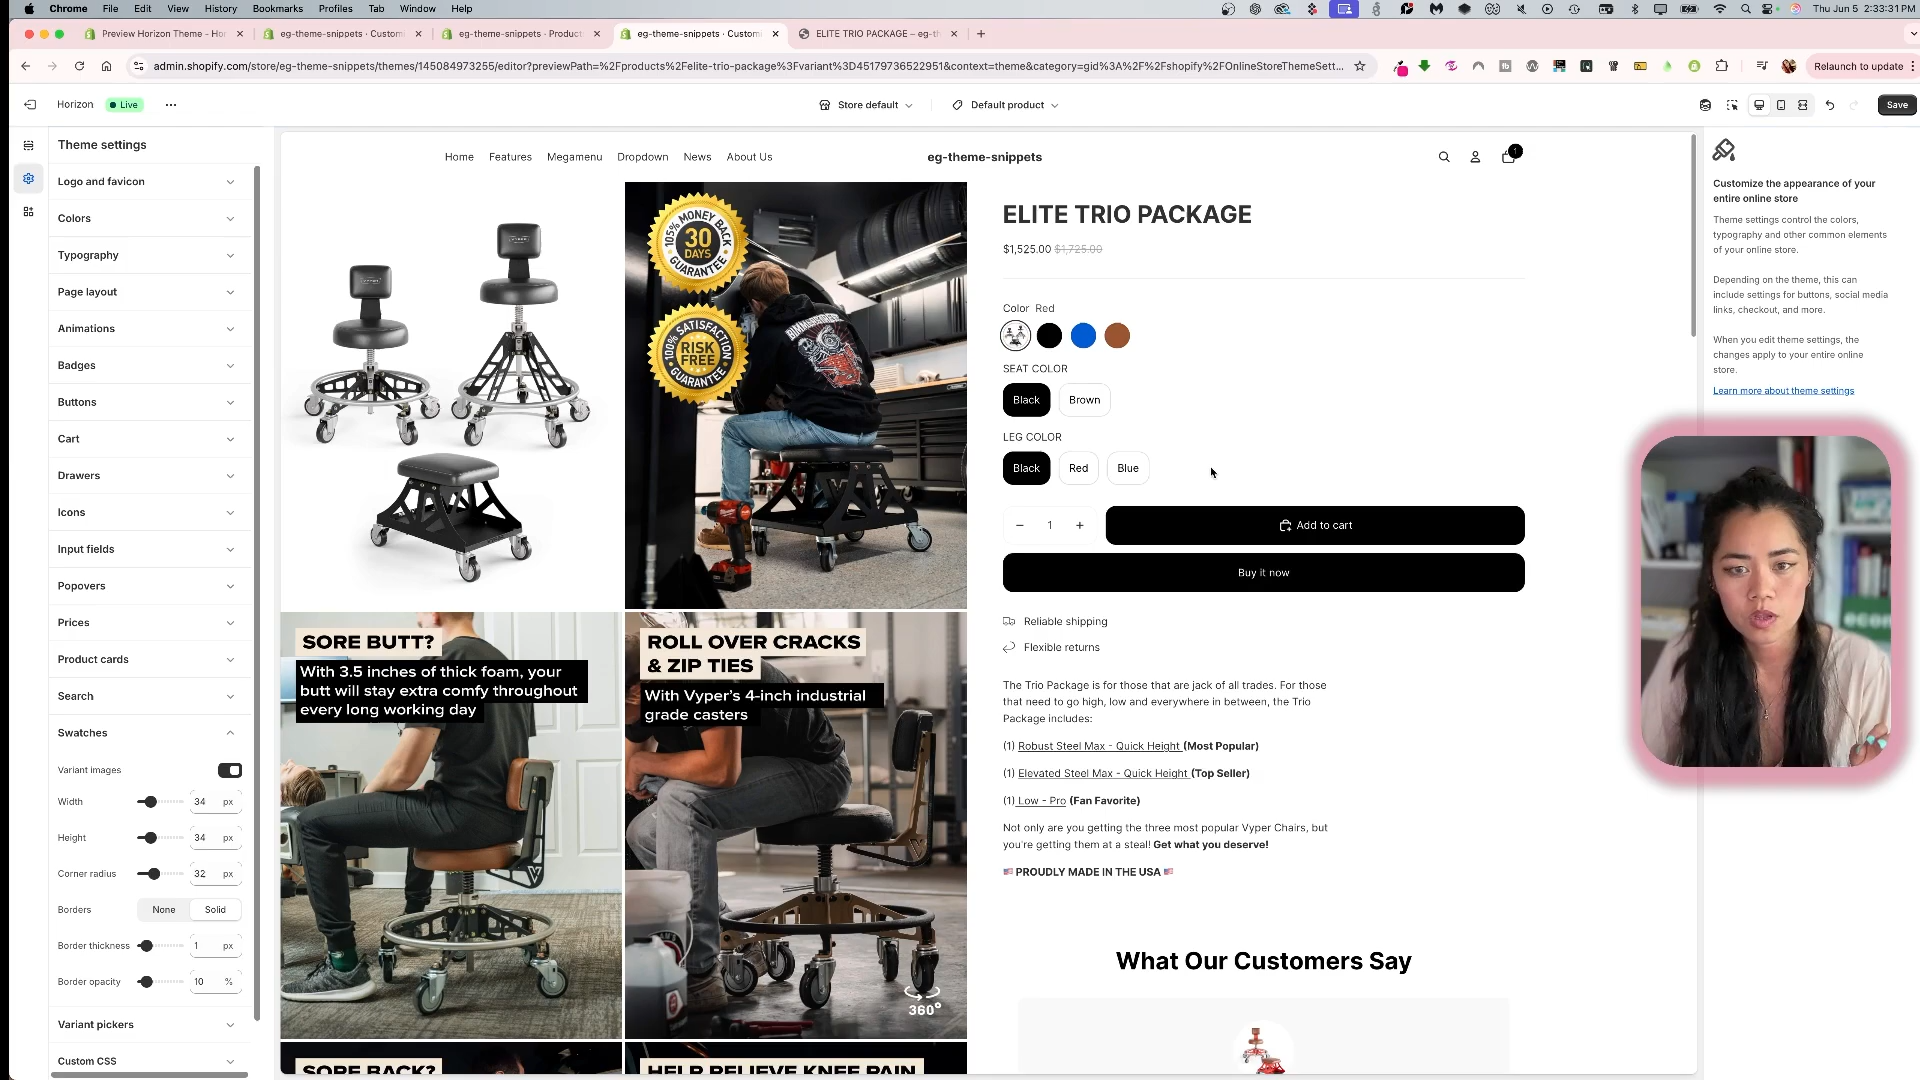 Chrome File Edit View History Bookmarks Profiles Tab Window Help
Thu Jun 5 2:33:31 PM
Preview Horizon Theme - Hor
eg-theme-snippets · Custom
eg-theme-snippets · Product
eg-theme-snippets · Custom
ELITE TRIO PACKAGE – eg-th
admin.shopify.com/store/eg-theme-snippets/themes/145084973255/editor?previewPath=%2Fproducts%2Felite-trio-package%3Fvariant%3D45179736522951&context=theme&category=gid%3A%2F%2Fshopify%2FOnlineStoreThemeSett...
Relaunch to update
Horizon
Live
Store default
Default product
Save
Theme settings
Logo and favicon
Colors
Typography
Page layout
Animations
Badges
Buttons
Cart
Drawers
Icons
Input fields
Popovers
Prices
Product cards
Search
Swatches
Variant images
Width 34 px
Height 34 px
Corner radius 32 px
Borders None Solid
Border thickness 1 px
Border opacity 10 %
Variant pickers
Custom CSS
Home Features Megamenu Dropdown News About Us
eg-theme-snippets
1
105% MONEY BACK
30
DAYS
GUARANTEE
100% SATISFACTION
RISK
FREE
GUARANTEE
SORE BUTT?
With 3.5 inches of thick foam, your
butt will stay extra comfy throughout
every long working day
ROLL OVER CRACKS
& ZIP TIES
With Vyper's 4-inch industrial
grade casters
360°
SORE BACK?
HELP RELIEVE KNEE PAIN
ELITE TRIO PACKAGE
$1,525.00 $1,725.00
Color Red
SEAT COLOR
Black Brown
LEG COLOR
Black Red Blue
− 1 +
Add to cart
Buy it now
Reliable shipping
Flexible returns
The Trio Package is for those that are jack of all trades. For those
that need to go high, low and everywhere in between, the Trio
Package includes:
(1) Robust Steel Max - Quick Height (Most Popular)
(1) Elevated Steel Max - Quick Height (Top Seller)
(1) Low - Pro (Fan Favorite)
Not only are you getting the three most popular Vyper Chairs, but
you're getting them at a steal! Get what you deserve!
🇺🇸 PROUDLY MADE IN THE USA 🇺🇸
What Our Customers Say
Customize the appearance of your
entire online store
Theme settings control the colors,
typography and other common elements
of your online store.
Depending on the theme, this can
include settings for buttons, social media
links, checkout, and more.
When you edit theme settings, the
changes apply to your entire online
store.
Learn more about theme settings